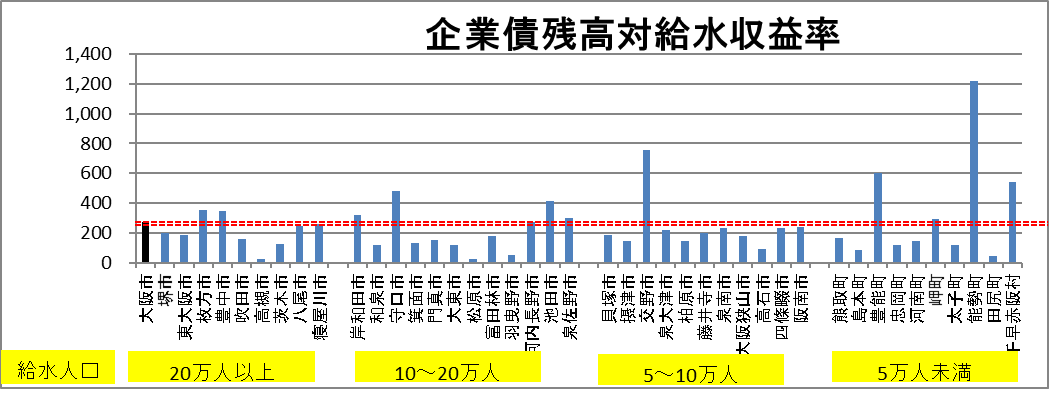 企業債残高対給水収益率
1,400
1,200
1,000
800
600
400
200
0
大阪市
堺市
東大阪市
枚方市
豊中市
吹田市
高槻市
茨木市
八尾市
寝屋川市
岸和田市
和泉市
守口市
箕面市
門真市
大東市
松原市
富田林市
羽曳野市
河内長野市
池田市
泉佐野市
貝塚市
摂津市
交野市
泉大津市
柏原市
藤井寺市
泉南市
大阪狭山市
高石市
四條畷市
阪南市
熊取町
島本町
豊能町
忠岡町
河南町
岬町
太子町
能勢町
田尻町
千早赤阪村
給水人口
20万人以上
10～20万人
5～10万人
5万人未満